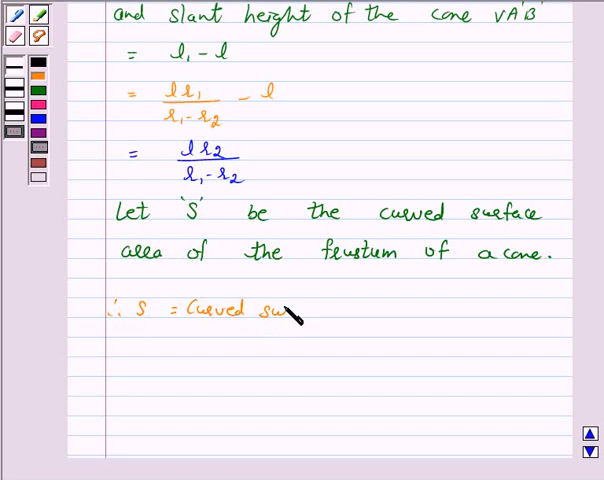 and slant height of the cone VA'B'
= l₁ - l
= lr₁/(r₁-r₂) - l
= lr₂/(r₁-r₂)
Let 'S' be the curved surface
area of the frustum of a cone.
∴ S = Curved su